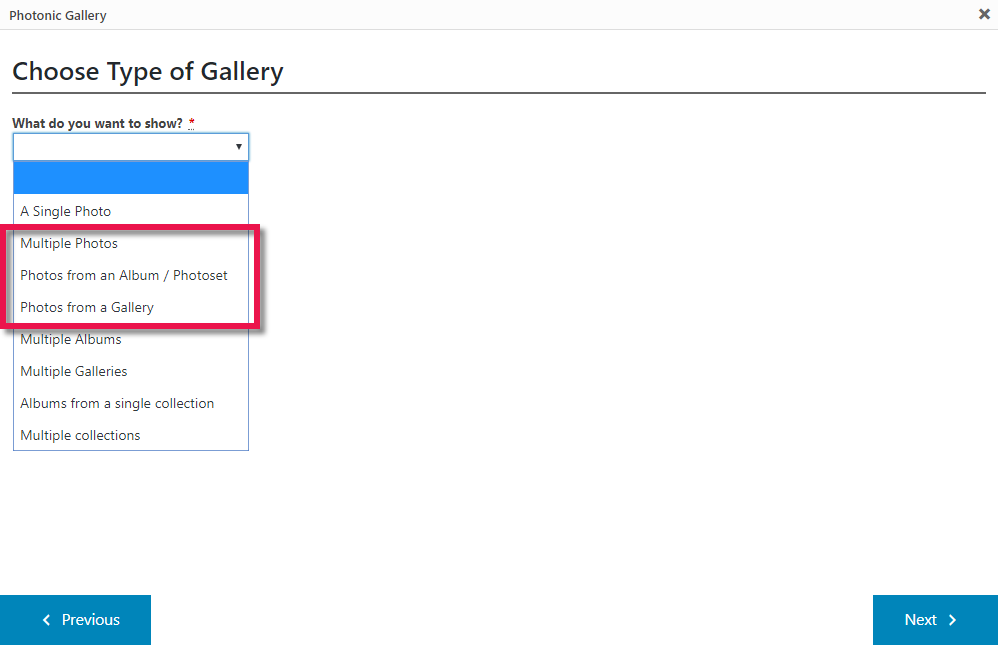 Photonic Gallery
Choose Type of Gallery
What do you want to show? *
A Single Photo
Multiple Photos
Photos from an Album / Photoset
Photos from a Gallery
Multiple Albums
Multiple Galleries
Albums from a single collection
Multiple collections
Previous
Next